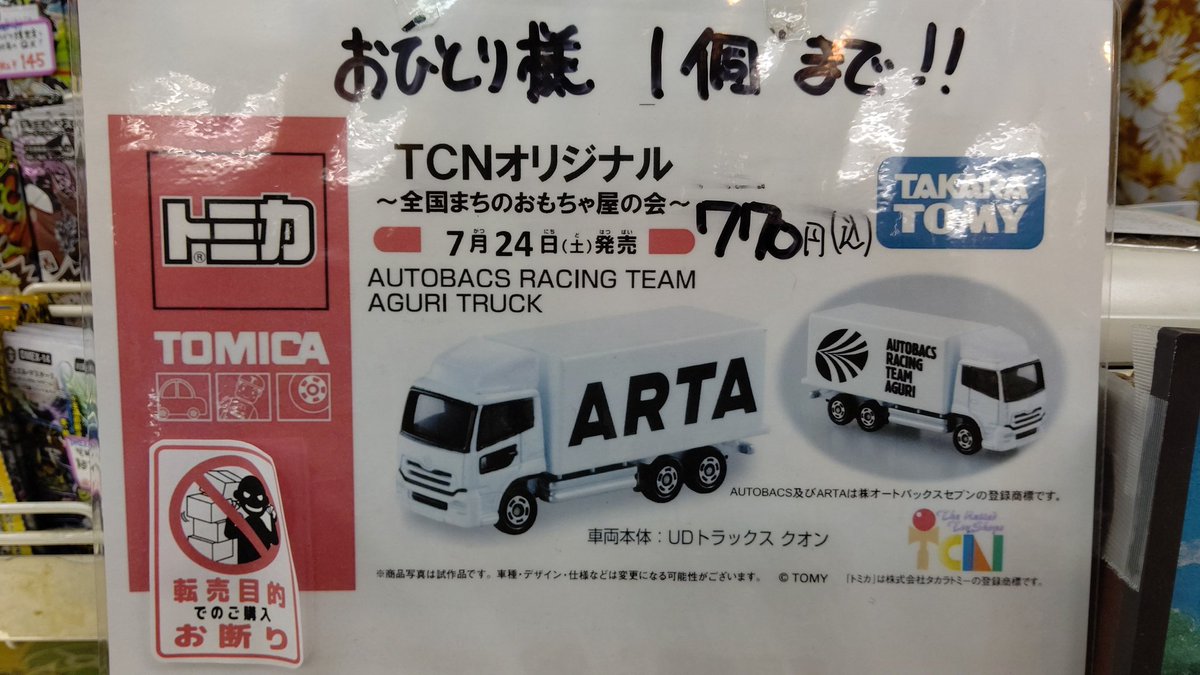 おひとり様 1個 まで!!
145
トミカ®
TOMICA
TCNオリジナル
～全国まちのおもちゃ屋の会～
7月24日(土)発売
770円(込)
TAKARA
TOMY
AUTOBACS RACING TEAM
AGURI TRUCK
ARTA
AUTOBACS
RACING
TEAM
AGURI
AUTOBACS及びARTAは㈱オートバックスセブンの登録商標です。
車両本体：UDトラックス クオン
TCN
※商品写真は試作品です。車種・デザイン・仕様などは変更になる可能性がございます。 © TOMY 「トミカ」は株式会社タカラトミーの登録商標です。
転売目的
でのご購入
お断り